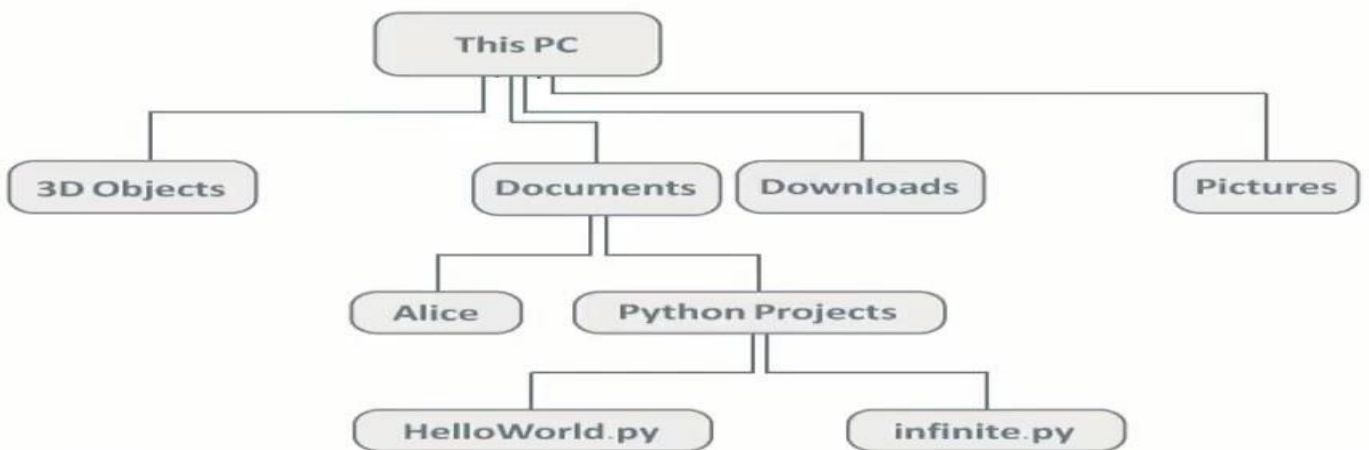 This PC
3D Objects
Documents
Downloads
Pictures
Alice
Python Projects
HelloWorld.py
infinite.py